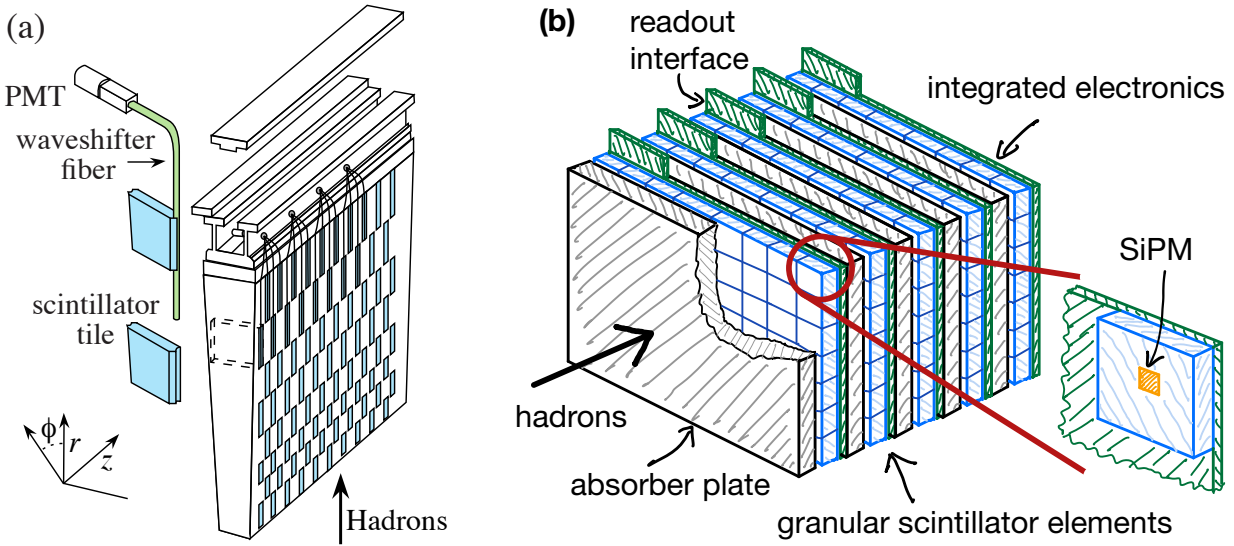 (a)
PMT
waveshifter
fiber
scintillator
tile
ϕ
r
z
Hadrons
(b)
readout
interface
integrated electronics
SiPM
hadrons
absorber plate
granular scintillator elements